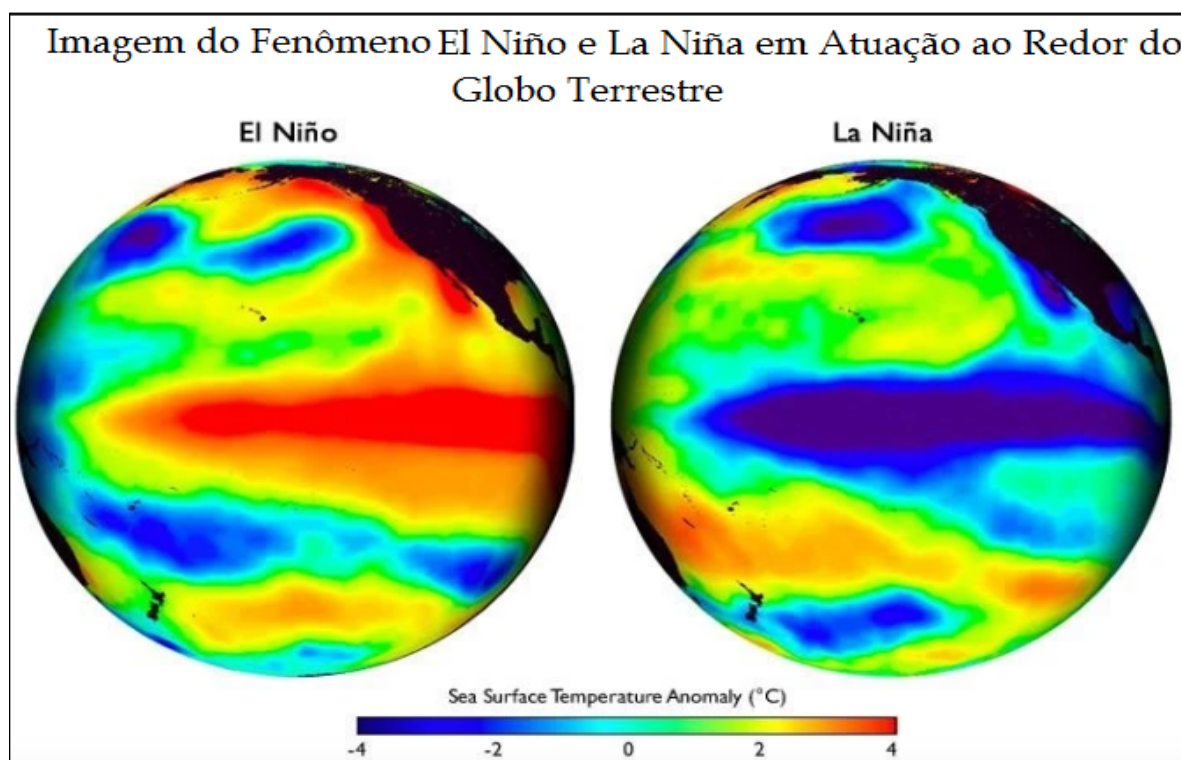 Imagem do Fenômeno El Niño e La Niña em Atuação ao Redor do
Globo Terrestre
El Niño
La Niña
Sea Surface Temperature Anomaly (°C)
-4 -2 0 2 4